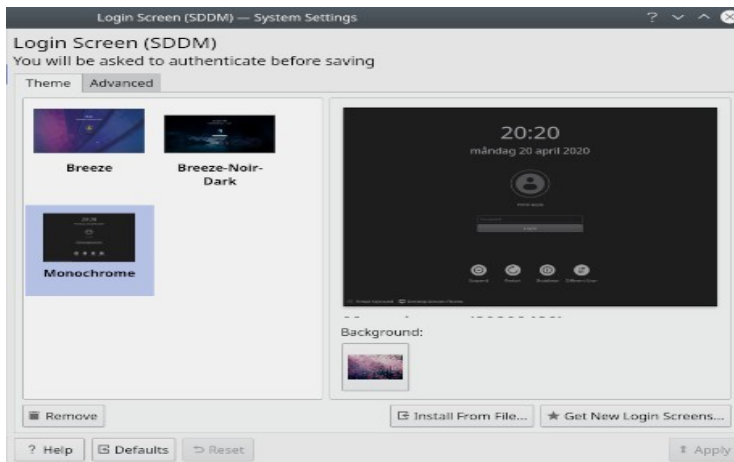 Login Screen (SDDM) — System Settings
Login Screen (SDDM)
You will be asked to authenticate before saving
Theme
Advanced
Breeze
Breeze-Noir-
Dark
Monochrome
20:20
måndag 20 april 2020
Background:
Remove
Install From File...
Get New Login Screens...
? Help
Defaults
Reset
Apply